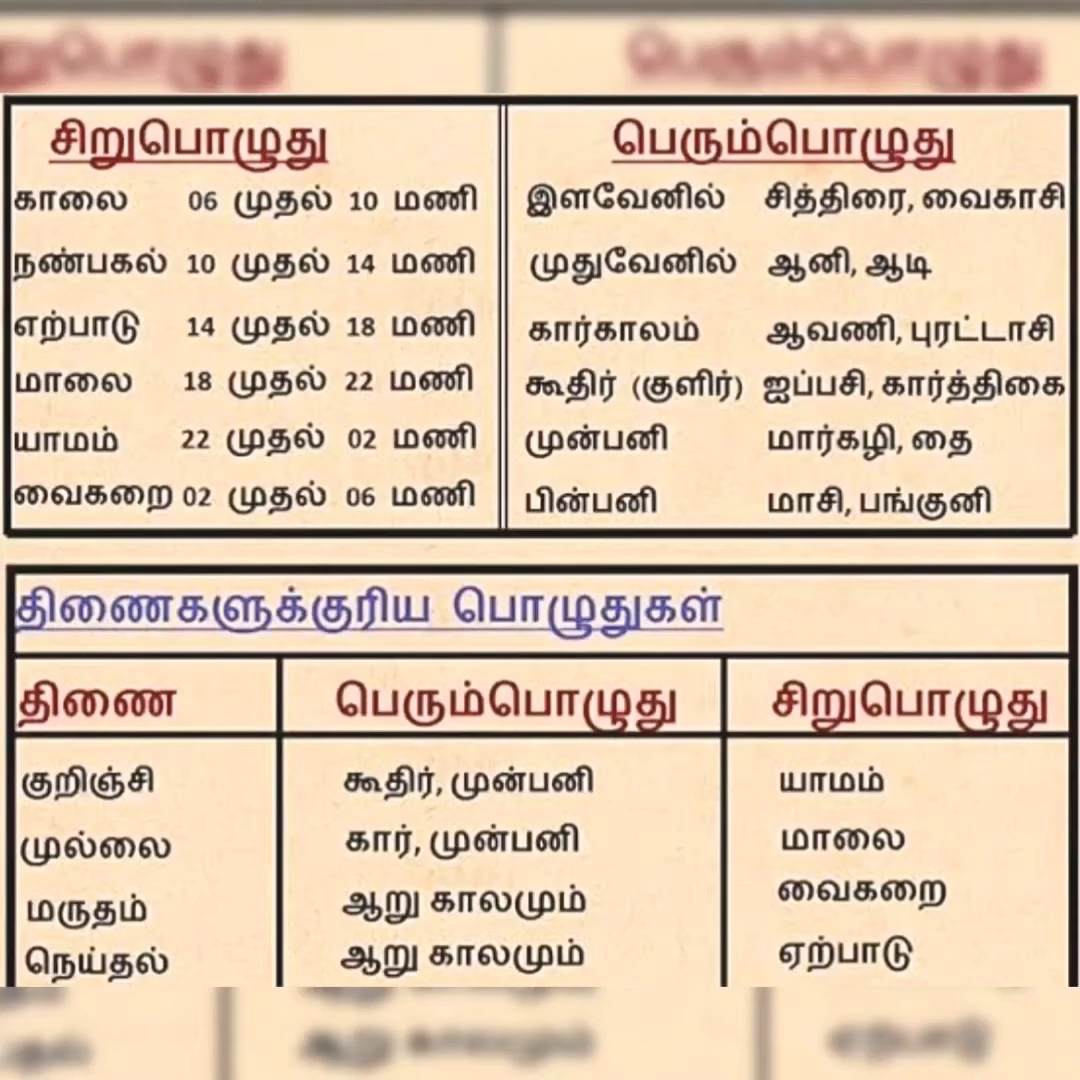 சிறுபொழுது
காலை 06 முதல் 10 மணி
நண்பகல் 10 முதல் 14 மணி
எற்பாடு 14 முதல் 18 மணி
மாலை 18 முதல் 22 மணி
யாமம் 22 முதல் 02 மணி
வைகறை 02 முதல் 06 மணி
பெரும்பொழுது
இளவேனில் சித்திரை, வைகாசி
முதுவேனில் ஆனி, ஆடி
கார்காலம் ஆவணி, புரட்டாசி
கூதிர் (குளிர்) ஐப்பசி, கார்த்திகை
முன்பனி மார்கழி, தை
பின்பனி மாசி, பங்குனி
திணைகளுக்குரிய பொழுதுகள்
திணை பெரும்பொழுது சிறுபொழுது
குறிஞ்சி கூதிர், முன்பனி யாமம்
முல்லை கார், முன்பனி மாலை
மருதம் ஆறு காலமும் வைகறை
நெய்தல் ஆறு காலமும் ஏற்பாடு